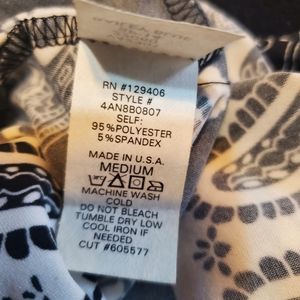 RN #129406
STYLE #
4AN8B0807
SELF:
95%POLYESTER
5%SPANDEX
MADE IN U.S.A.
MEDIUM
MACHINE WASH
COLD
DO NOT BLEACH
TUMBLE DRY LOW
COOL IRON IF
NEEDED
CUT #605577